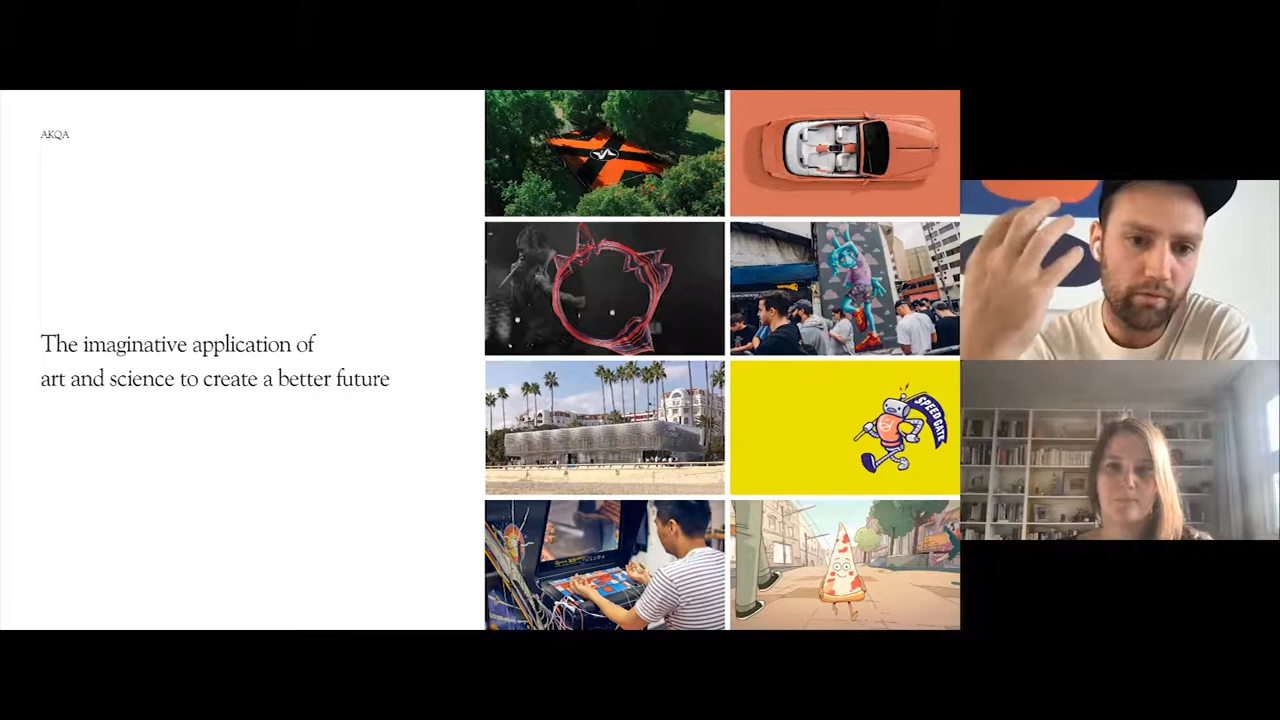 AKQA
The imaginative application of
art and science to create a better future
SPEEDGATE